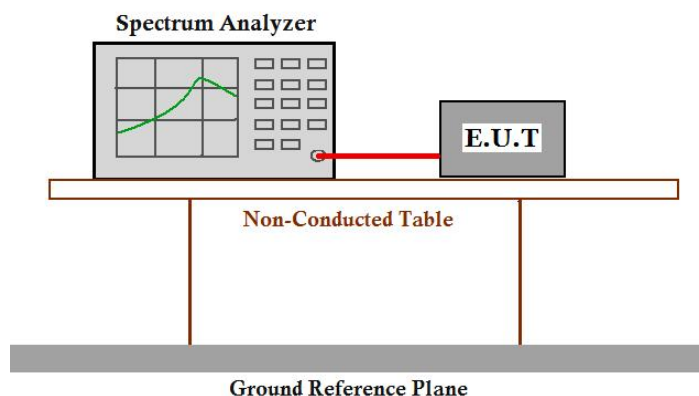 Spectrum Analyzer
E.U.T
Non-Conducted Table
Ground Reference Plane